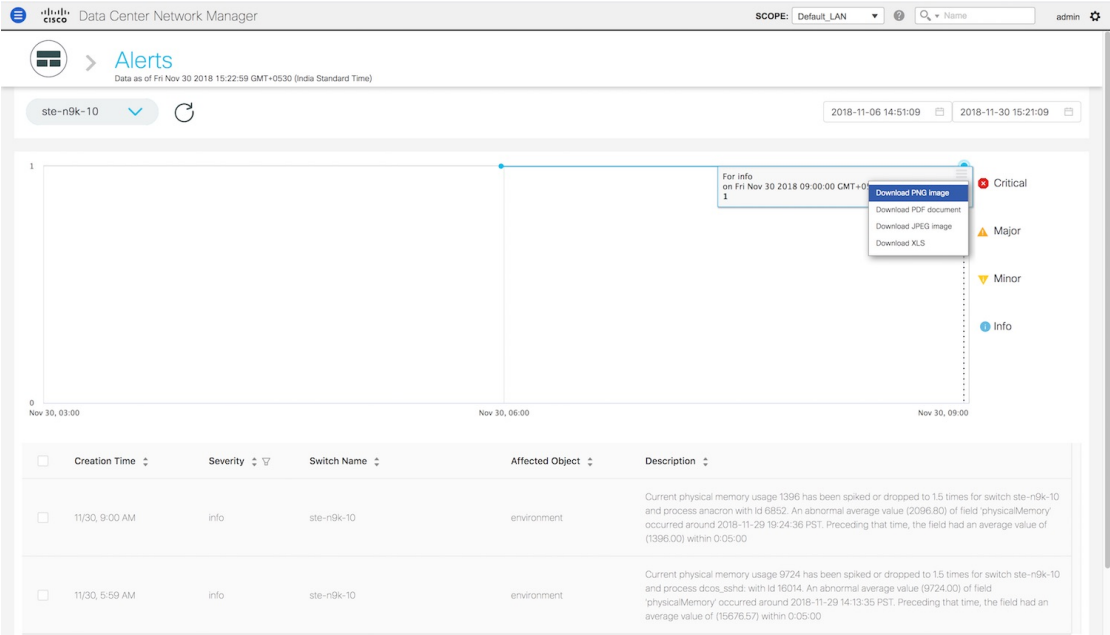 cisco Data Center Network Manager SCOPE: Default_LAN Name admin
Alerts
Data as of Fri Nov 30 2018 15:22:59 GMT+0530 (India Standard Time)
ste-n9k-10 2018-11-06 14:51:09 2018-11-30 15:21:09
1
For info
on Fri Nov 30 2018 09:00:00 GMT+05
1
Download PNG image
Download PDF document
Download JPEG image
Download XLS
Critical
Major
Minor
Info
0
Nov 30, 03:00 Nov 30, 06:00 Nov 30, 09:00
Creation Time Severity Switch Name Affected Object Description
11/30, 9:00 AM info ste-n9k-10 environment
Current physical memory usage 1396 has been spiked or dropped to 1.5 times for switch ste-n9k-10
and process anacron with Id 6852. An abnormal average value (2096.80) of field 'physicalMemory'
occurred around 2018-11-29 19:24:36 PST. Preceding that time, the field had an average value of
(1396.00) within 0:05:00
11/30, 5:59 AM info ste-n9k-10 environment
Current physical memory usage 9724 has been spiked or dropped to 1.5 times for switch ste-n9k-10
and process dcos_sshd: with Id 16014. An abnormal average value (9724.00) of field
'physicalMemory' occurred around 2018-11-29 14:13:35 PST. Preceding that time, the field had an
average value of (15676.57) within 0:05:00